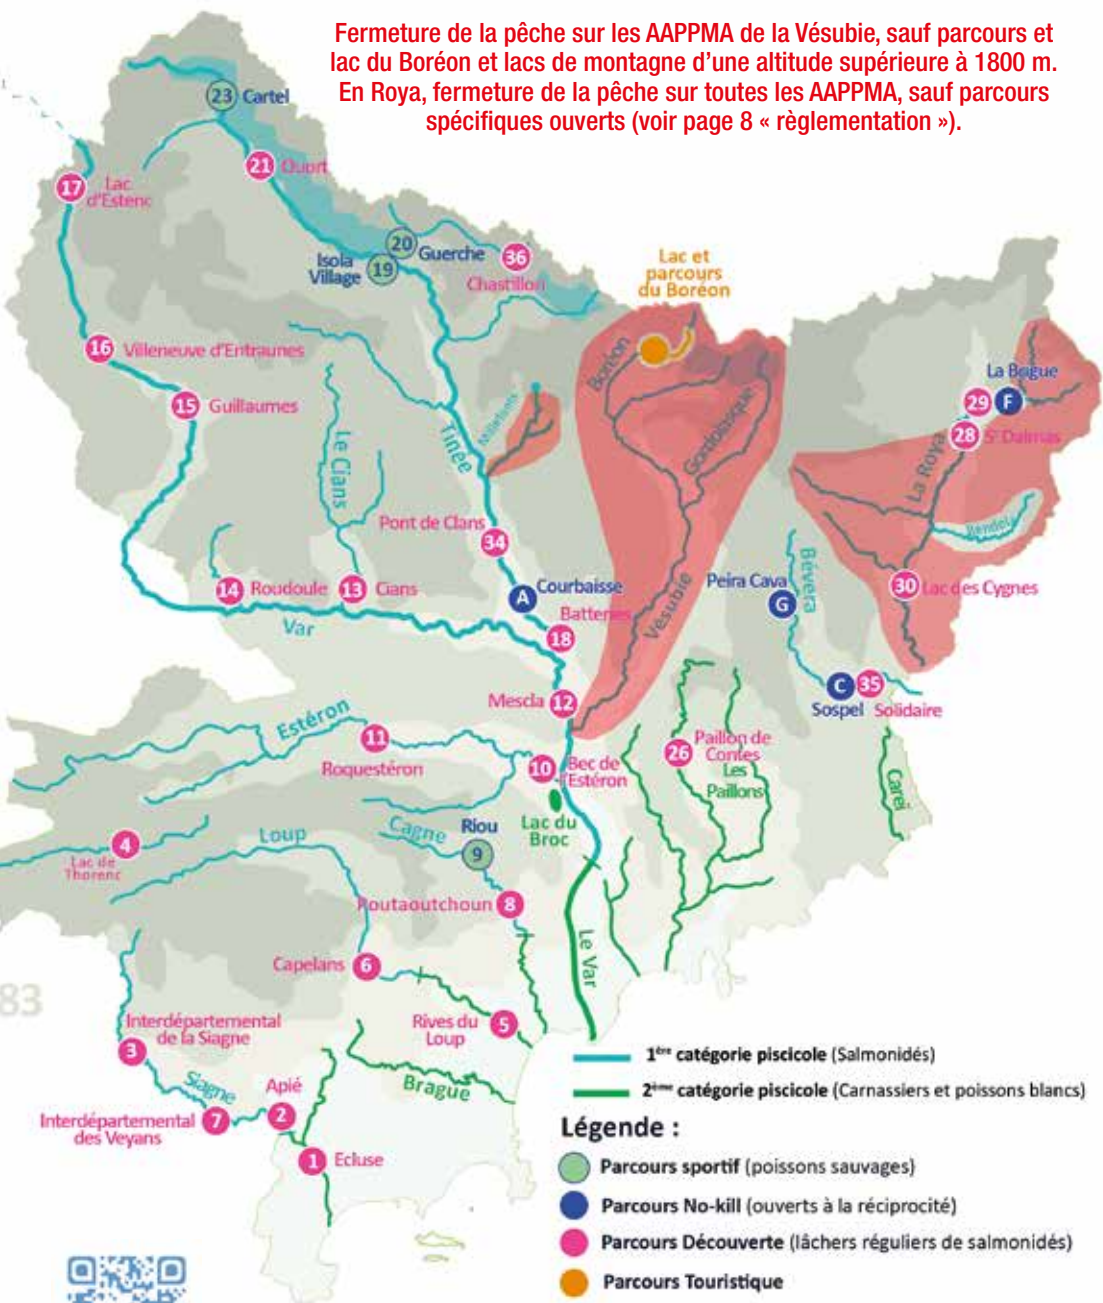 Fermeture de la pêche sur les AAPPMA de la Vésubie, sauf parcours et
lac du Boréon et lacs de montagne d’une altitude supérieure à 1800 m.
En Roya, fermeture de la pêche sur toutes les AAPPMA, sauf parcours
spécifiques ouverts (voir page 8 « règlementation »).
23 Cartel
21
17 Lac
d'Estenc
20 Guerche
Isola
Village 19
36
Chastillon
Lac et
parcours
du Boréon
16 Villeneuve d'Entraunes
Boréon
La Brigue
29 F
15 Guillaumes
28 St Dalmas
Le Cians
Tinée
Millefonts
Gordolasque
La Roya
Bendola
Pont de Clans
34
14 Roudoule
13 Cians
A Courbaisse
Batteries
18
Peira Cava
G
Bévéra
30 Lac des Cygnes
Var
Vésubie
Mescla 12
C 35
Sospel Solidaire
Estéron
11
Roquestéron
10 Bec de
l'Estéron
26 Paillon de
Contes
Les
Paillons
Carei
Lac du
Broc
4
Lac de
Thorenc
Loup
Cagne
Riou
9
Poutaoutchoun 8
Le Var
Capelans 6
83
Rives du
Loup
5
Interdépartemental
de la Siagne
3
Siagne
Apié
2
Brague
Interdépartemental
des Veyans
7
1 Ecluse
1ère catégorie piscicole (Salmonidés)
2ème catégorie piscicole (Carnassiers et poissons blancs)
Légende :
Parcours sportif (poissons sauvages)
Parcours No-kill (ouverts à la réciprocité)
Parcours Découverte (lâchers réguliers de salmonidés)
Parcours Touristique